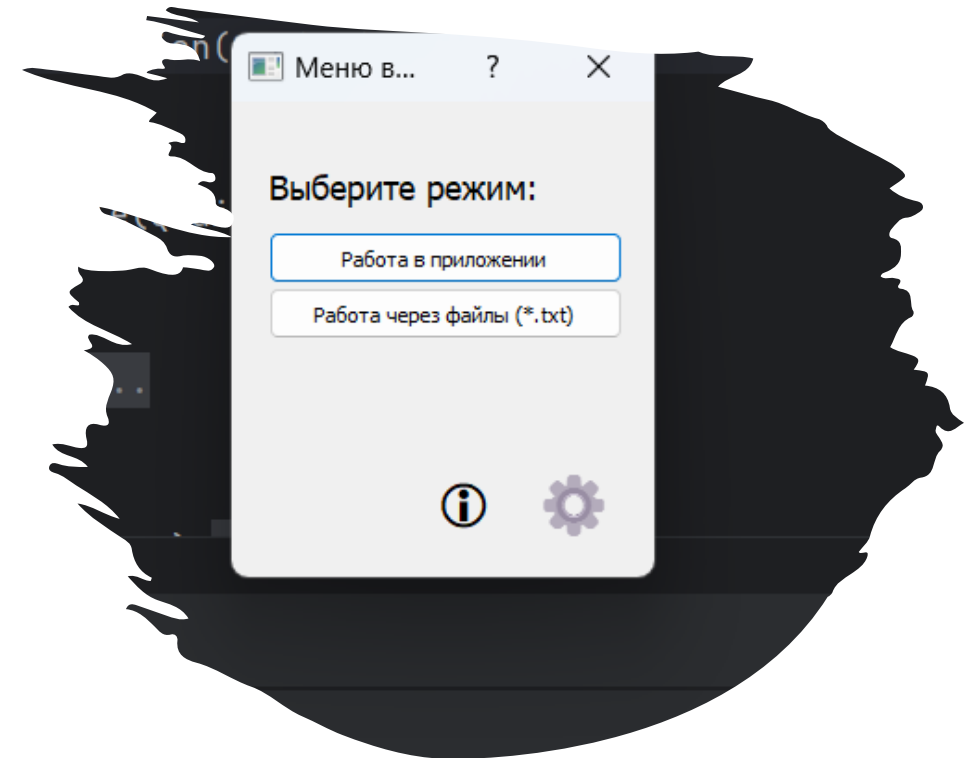 Меню в... ?
Выберите режим:
Работа в приложении
Работа через файлы (*.txt)